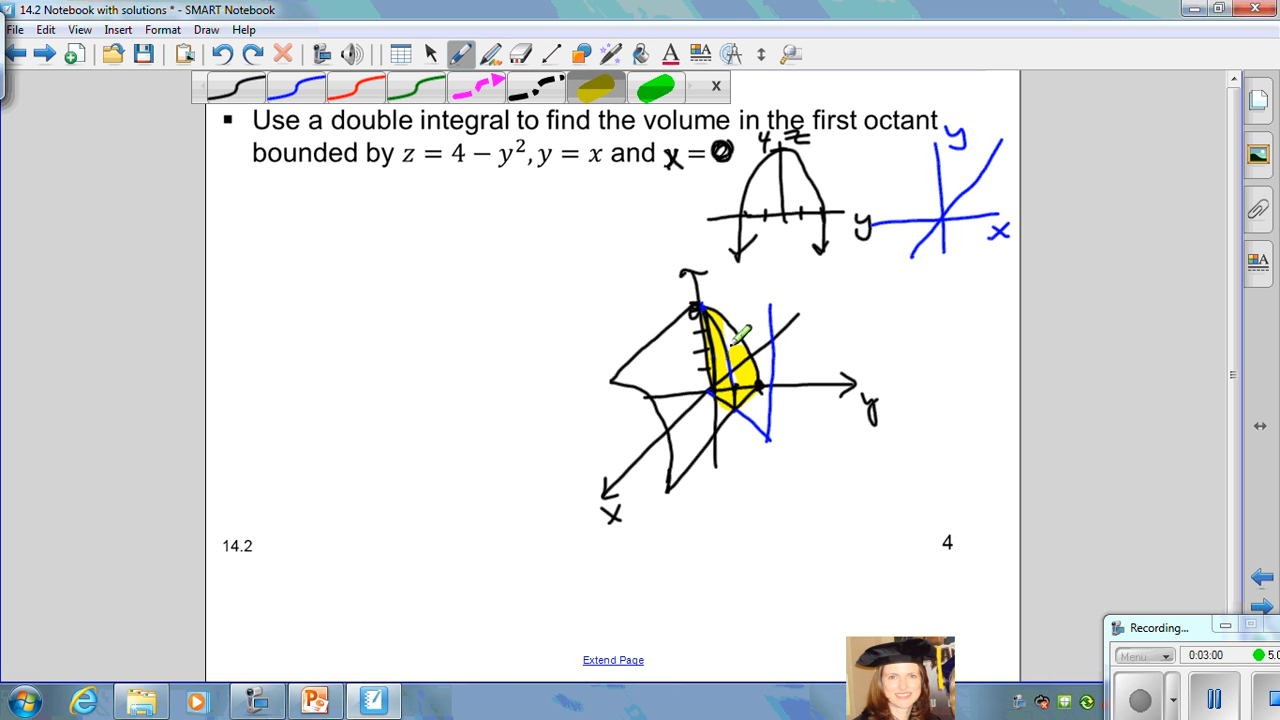 14.2 Notebook with solutions * - SMART Notebook
File Edit View Insert Format Draw Help
x
▪ Use a double integral to find the volume in the first octant
bounded by z = 4 − y², y = x and x = 0
4 z
y
y
x
y
x
14.2
4
Extend Page
Recording...
Menu
0:03:00
5.0